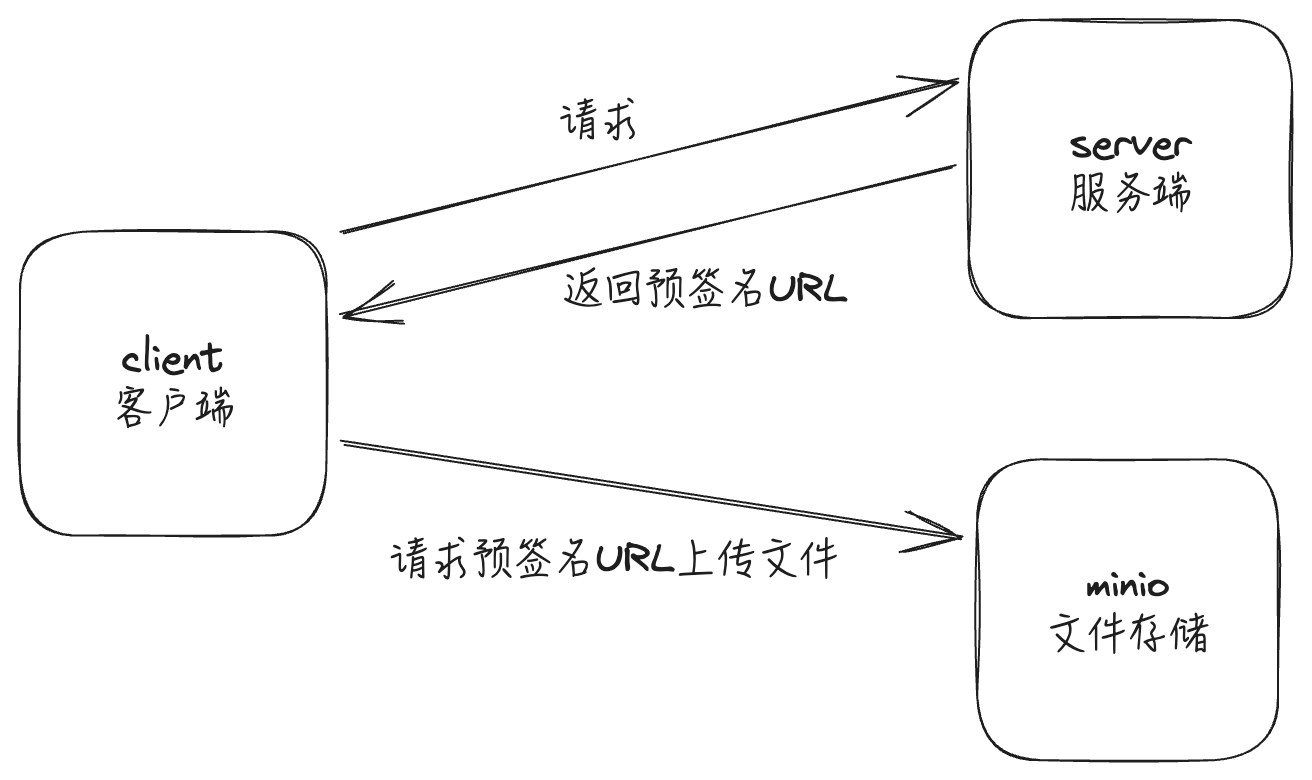 请求
server
服务端
返回预签名URL
client
客户端
请求预签名URL上传文件
minio
文件存储